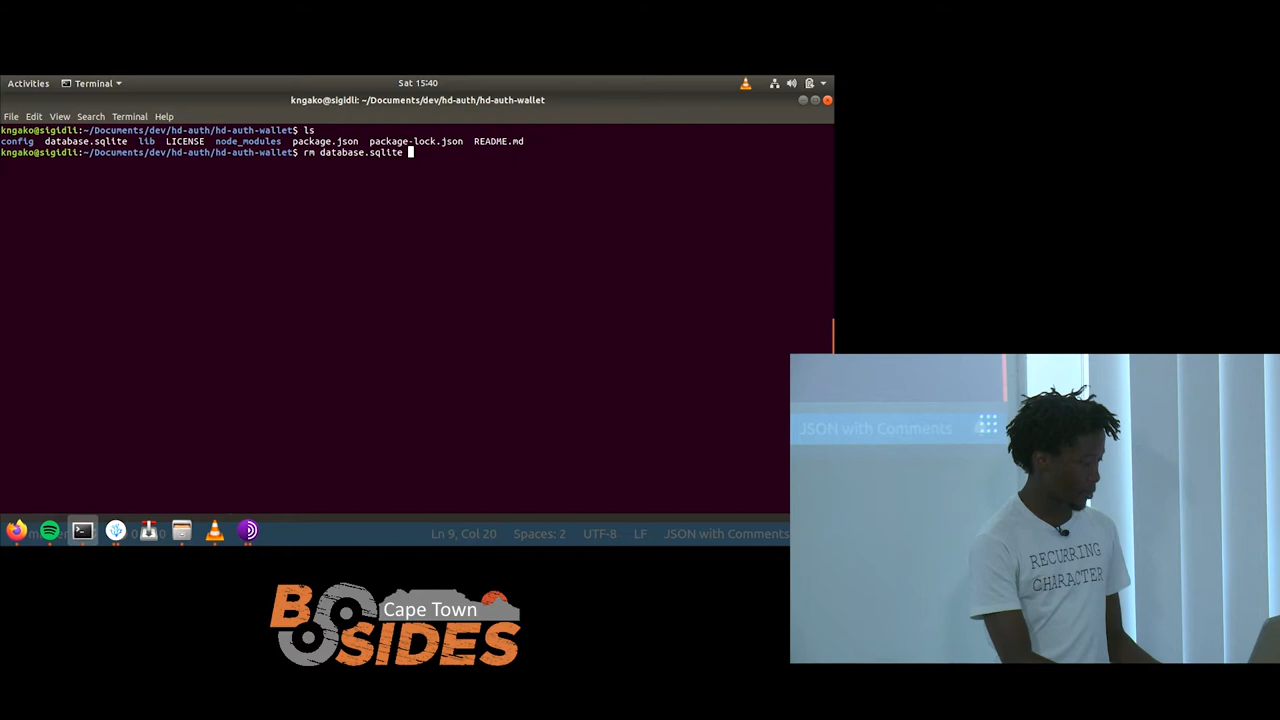 Activities Terminal Sat 15:40
kngako@sigidli: ~/Documents/dev/hd-auth/hd-auth-wallet
File Edit View Search Terminal Help
kngako@sigidli:~/Documents/dev/hd-auth/hd-auth-wallet$ ls
config database.sqlite lib LICENSE node_modules package.json package-lock.json README.md
kngako@sigidli:~/Documents/dev/hd-auth/hd-auth-wallet$ rm database.sqlite
JSON with Comments
Ln 9, Col 20 Spaces: 2 UTF-8 LF JSON with Comments
RECURRING
CHARACTER
BSIDES
Cape Town